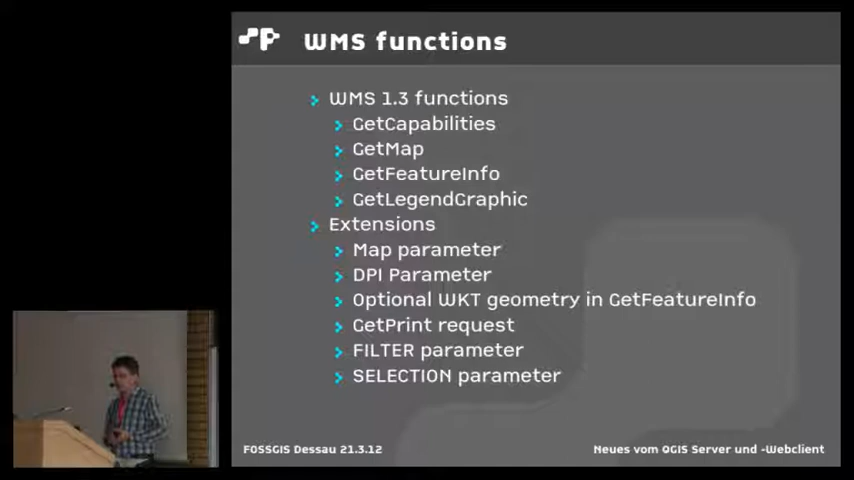 WMS functions
WMS 1.3 functions
GetCapabilities
GetMap
GetFeatureInfo
GetLegendGraphic
Extensions
Map parameter
DPI Parameter
Optional WKT geometry in GetFeatureInfo
GetPrint request
FILTER parameter
SELECTION parameter
FOSSGIS Dessau 21.3.12
Neues vom QGIS Server und -Webclient